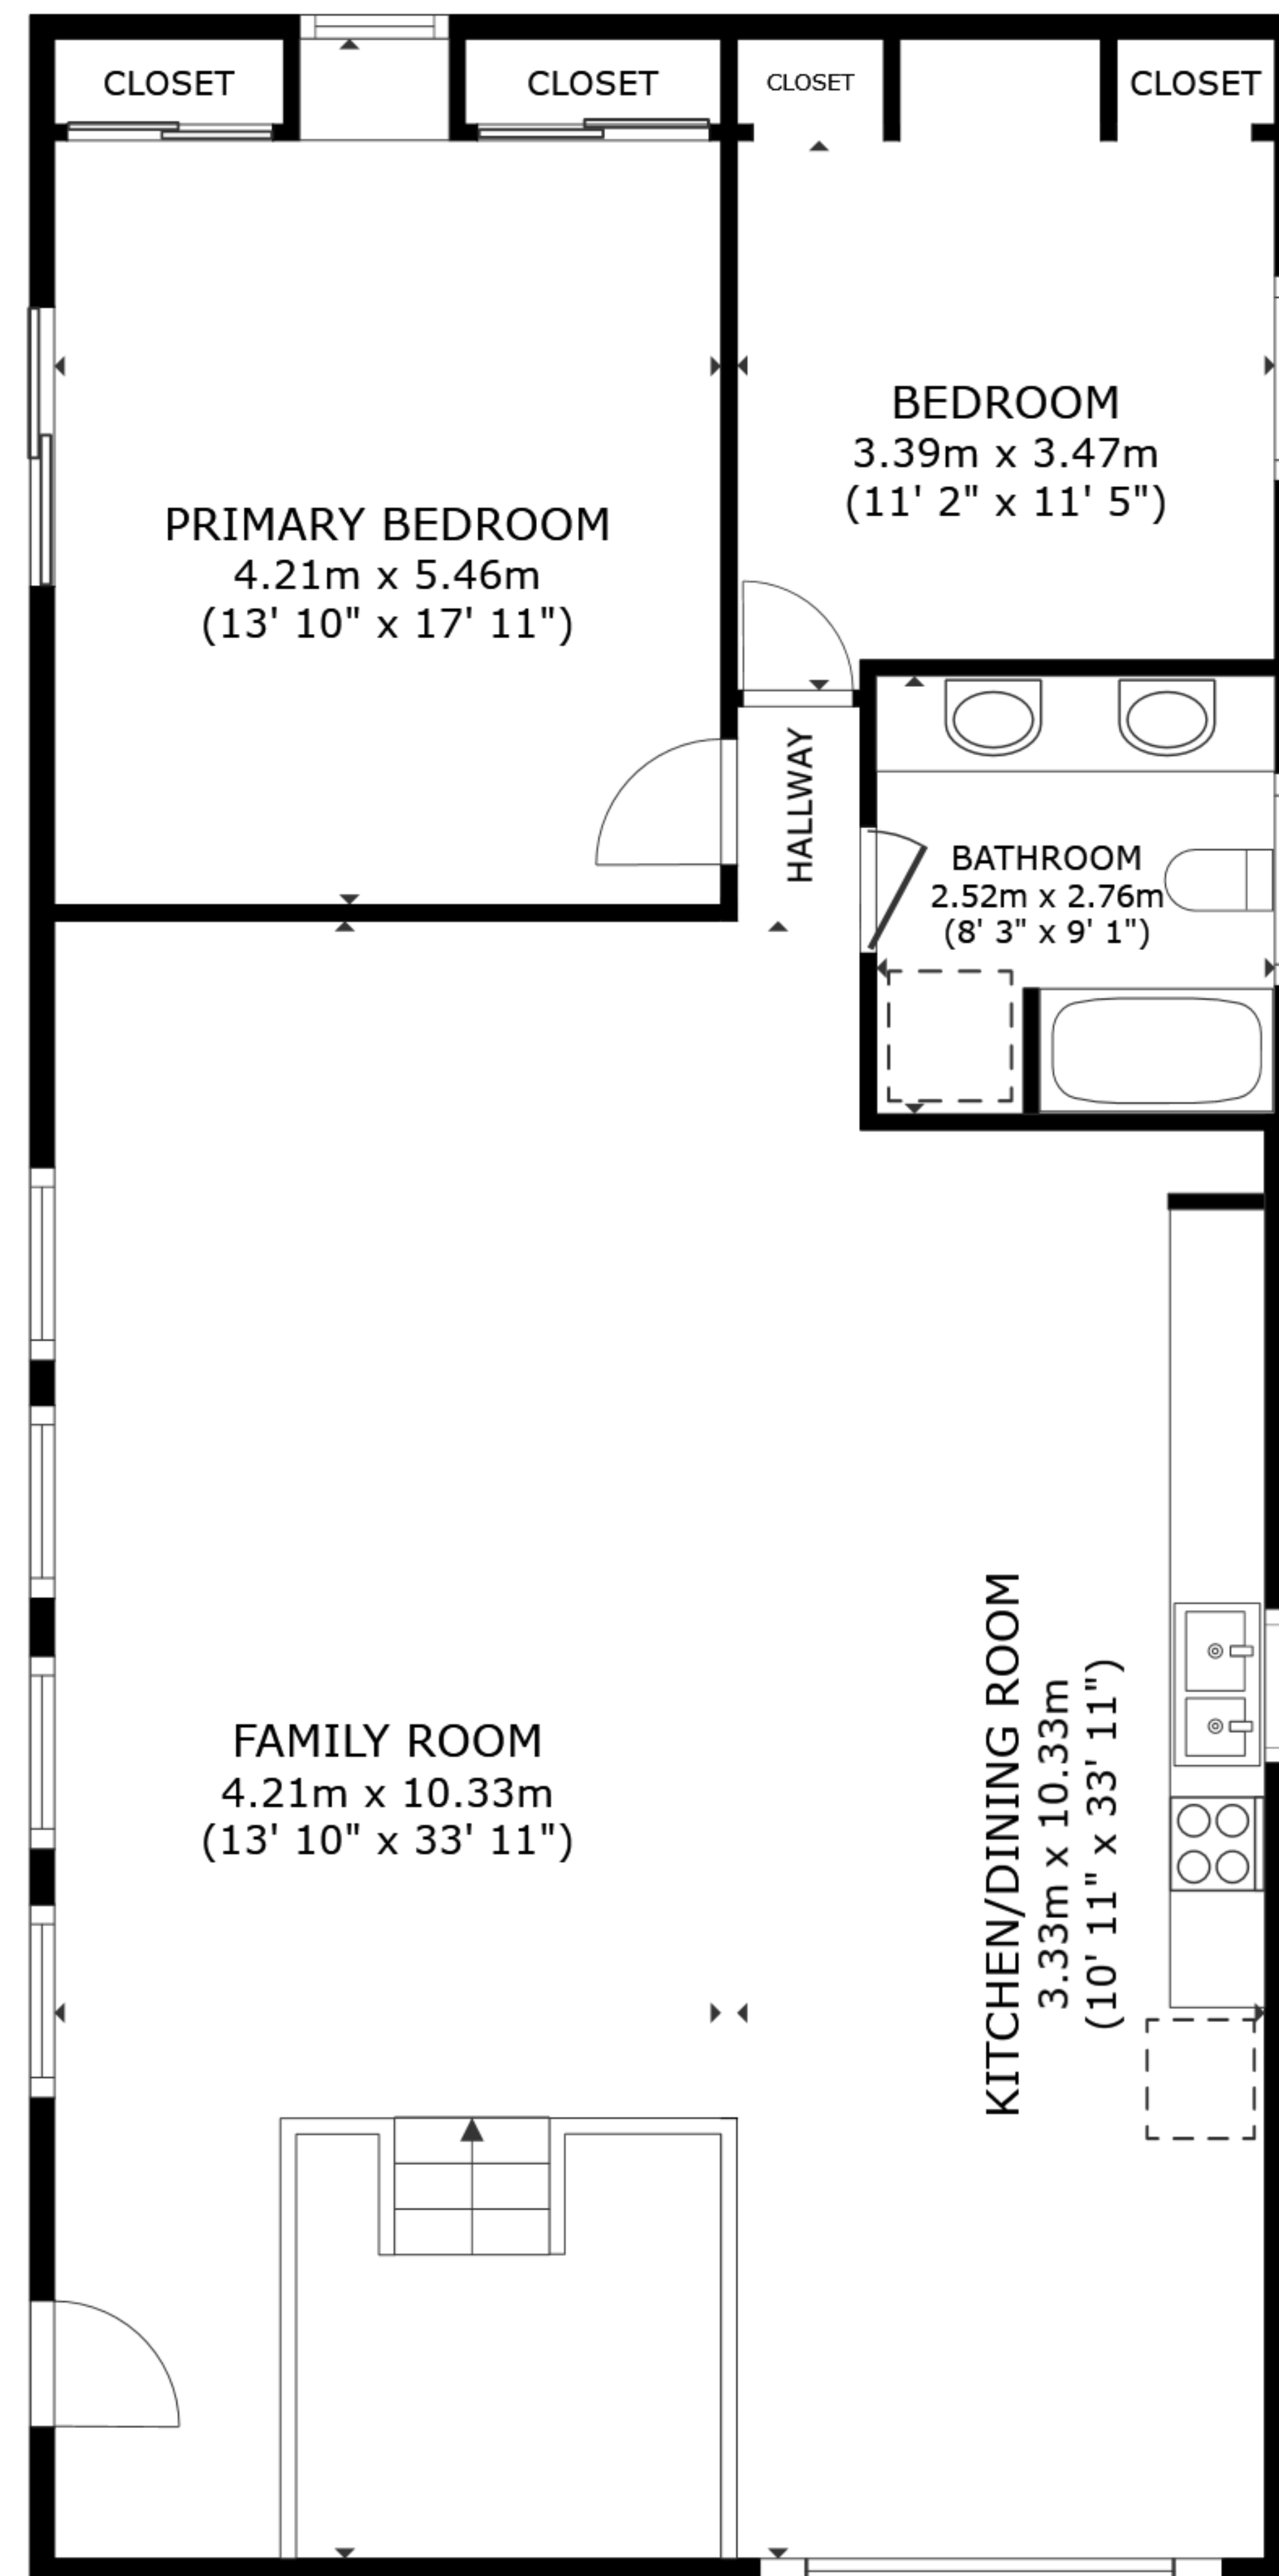 CLOSET
CLOSET
CLOSET
CLOSET
BEDROOM
3.39m x 3.47m
(11' 2" x 11' 5")
PRIMARY BEDROOM
4.21m x 5.46m
(13' 10" x 17' 11")
HALLWAY
BATHROOM
2.52m x 2.76m
(8' 3" x 9' 1")
FAMILY ROOM
4.21m x 10.33m
(13' 10" x 33' 11")
KITCHEN/DINING ROOM
3.33m x 10.33m
(10' 11" x 33' 11")